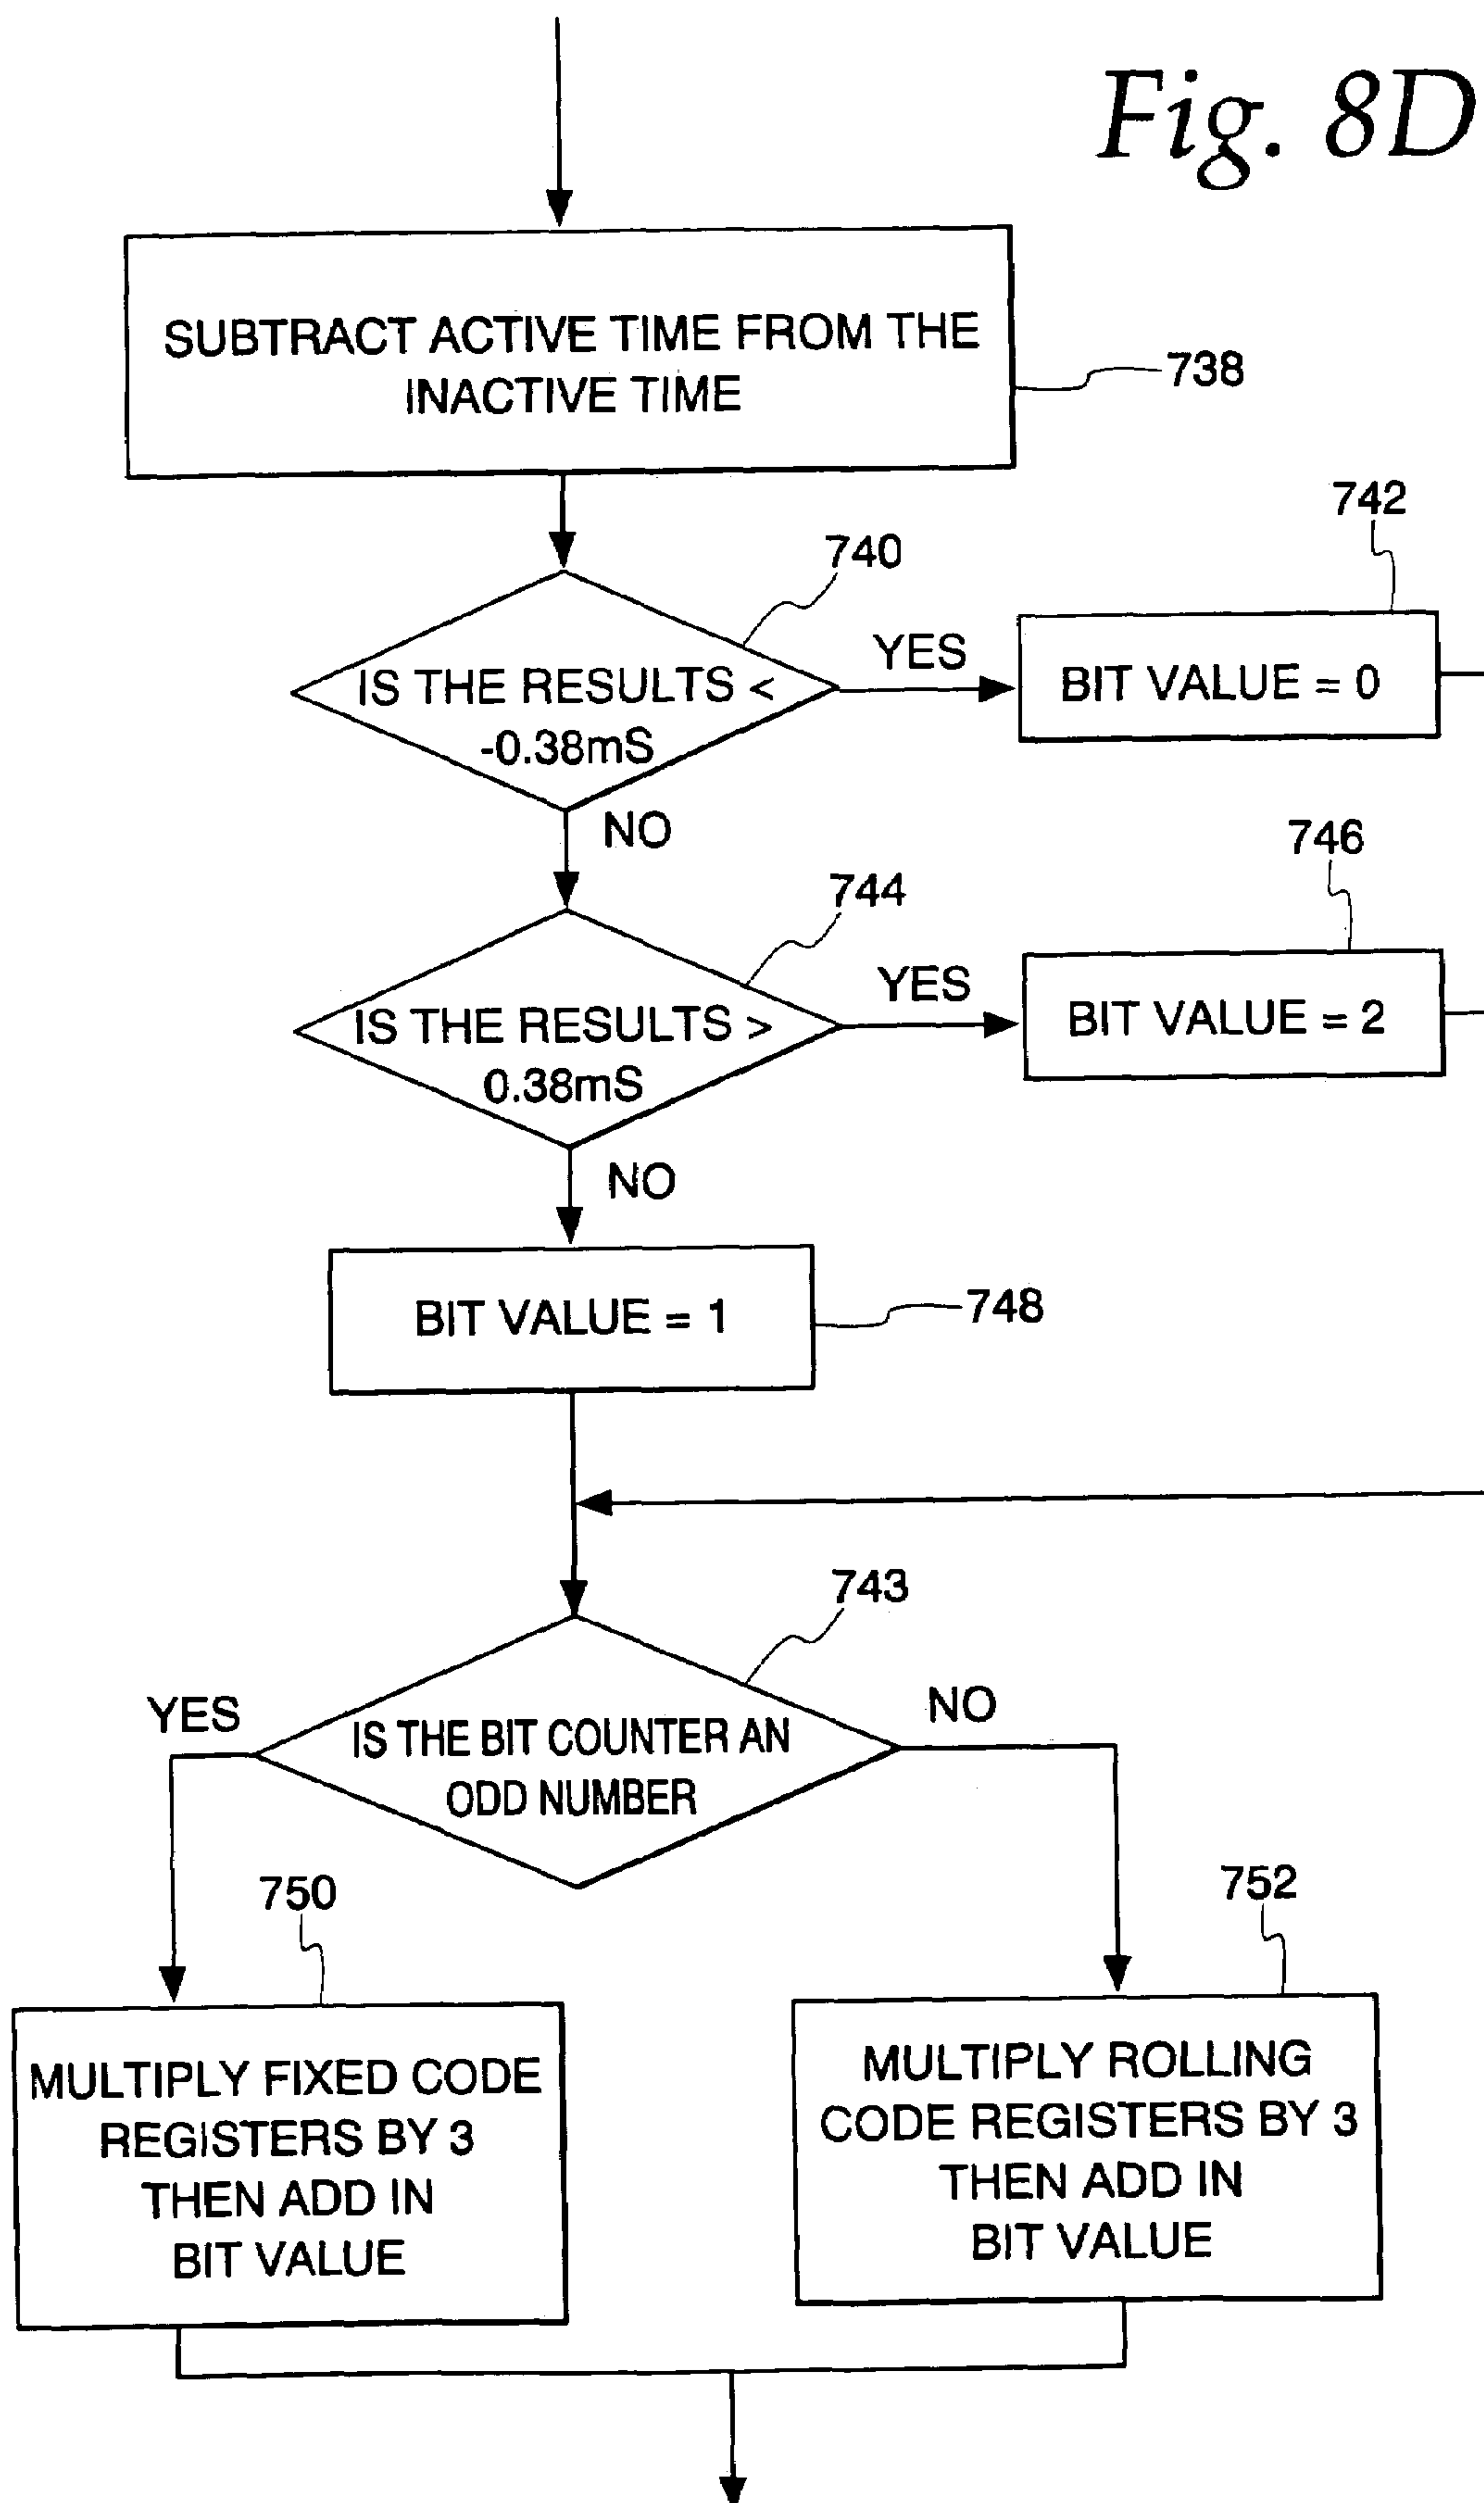 Fig. 8D
SUBTRACT ACTIVE TIME FROM THE
INACTIVE TIME
738
740
742
IS THE RESULTS <
-0.38mS
YES
BIT VALUE = 0
NO
744
746
IS THE RESULTS >
0.38mS
YES
BIT VALUE = 2
NO
BIT VALUE = 1
748
743
YES
IS THE BIT COUNTER AN
ODD NUMBER
NO
750
752
MULTIPLY FIXED CODE
REGISTERS BY 3
THEN ADD IN
BIT VALUE
MULTIPLY ROLLING
CODE REGISTERS BY 3
THEN ADD IN
BIT VALUE